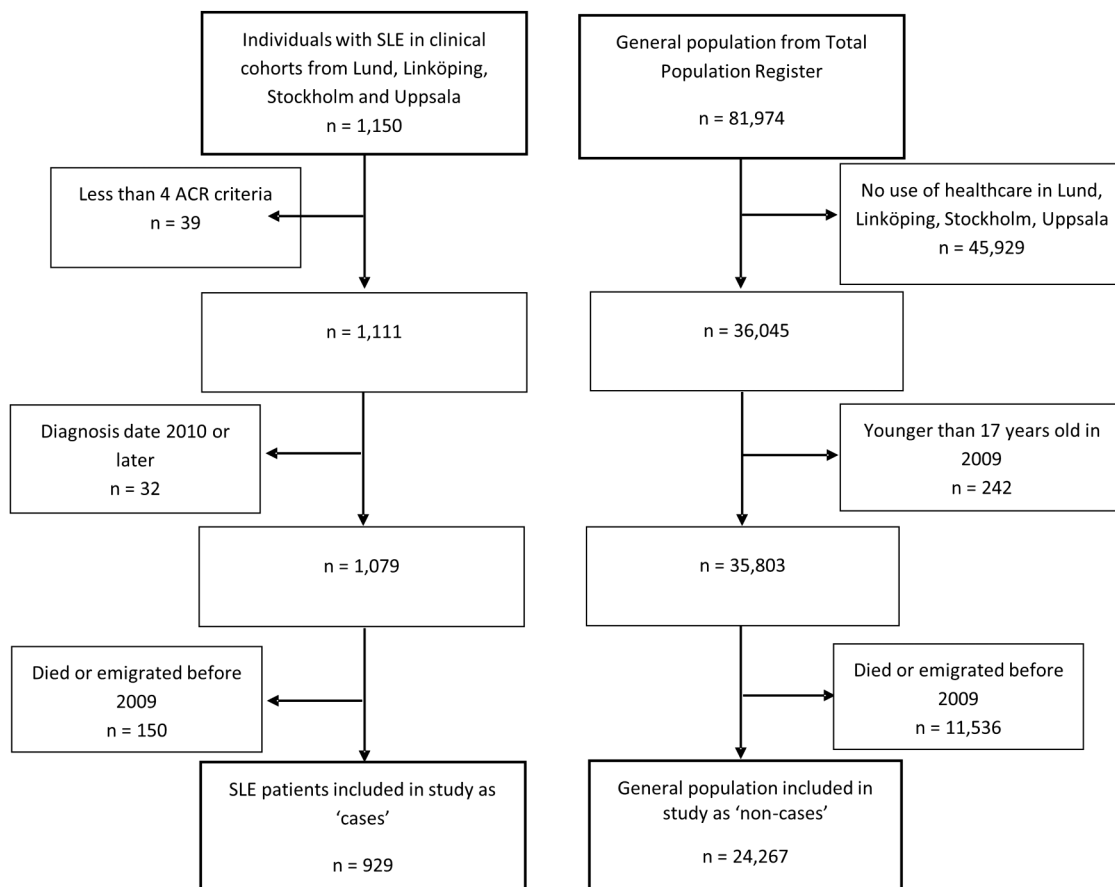 Individuals with SLE in clinical
cohorts from Lund, Linköping,
Stockholm and Uppsala
n = 1,150
General population from Total
Population Register
n = 81,974
Less than 4 ACR criteria
n = 39
No use of healthcare in Lund,
Linköping, Stockholm, Uppsala
n = 45,929
n = 1,111
n = 36,045
Diagnosis date 2010 or
later
n = 32
Younger than 17 years old in
2009
n = 242
n = 1,079
n = 35,803
Died or emigrated before
2009
n = 150
Died or emigrated before
2009
n = 11,536
SLE patients included in study as
‘cases’
n = 929
General population included in
study as ‘non-cases’
n = 24,267